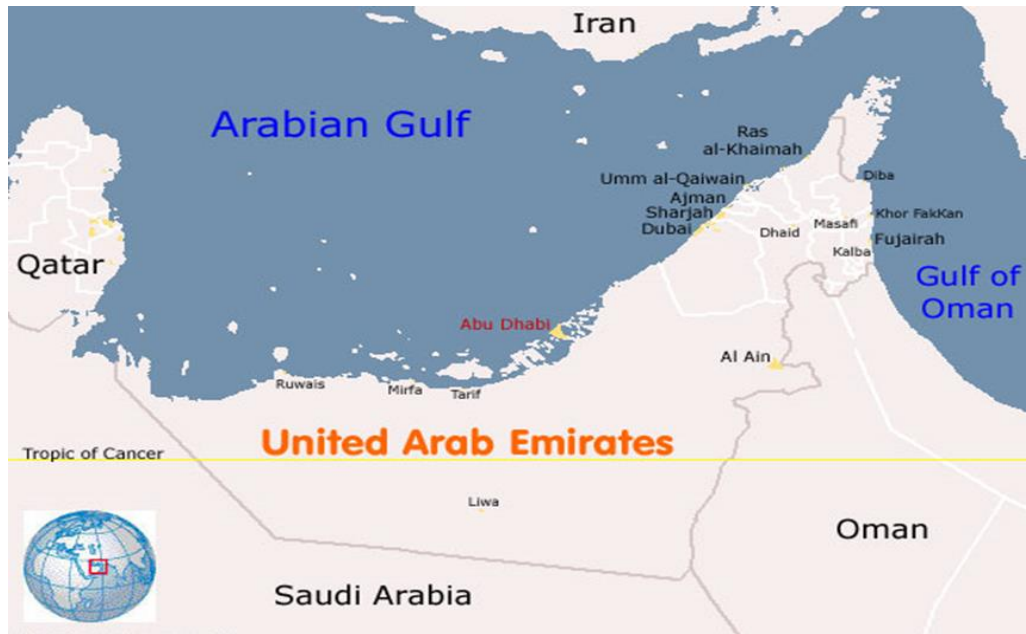 Iran
Arabian Gulf
Ras
al-Khaimah
Umm al-Qaiwain
Ajman
Sharjah
Dubai
Diba
Khor FakKan
Masafi
Dhaid
Fujairah
Kalba
Qatar
Gulf of
Oman
Abu Dhabi
Al Ain
Ruwais
Mirfa
Tarif
United Arab Emirates
Tropic of Cancer
Liwa
Oman
Saudi Arabia